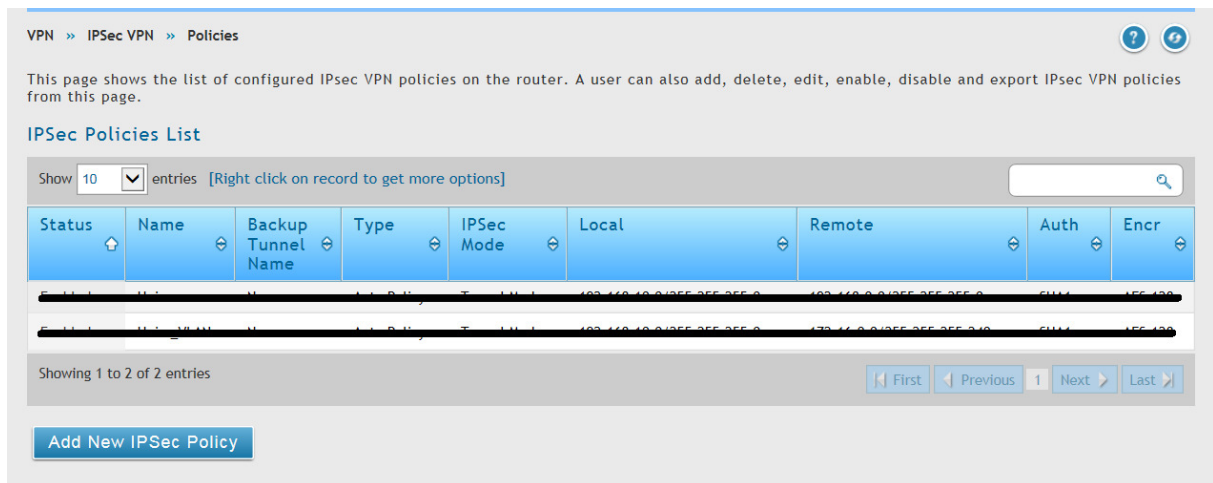 VPN » IPSec VPN » Policies
This page shows the list of configured IPsec VPN policies on the router. A user can also add, delete, edit, enable, disable and export IPsec VPN policies
from this page.
IPSec Policies List
Show 10 entries [Right click on record to get more options]
Status Name Backup Tunnel Name Type IPSec Mode Local Remote Auth Encr
Showing 1 to 2 of 2 entries
First Previous 1 Next Last
Add New IPSec Policy